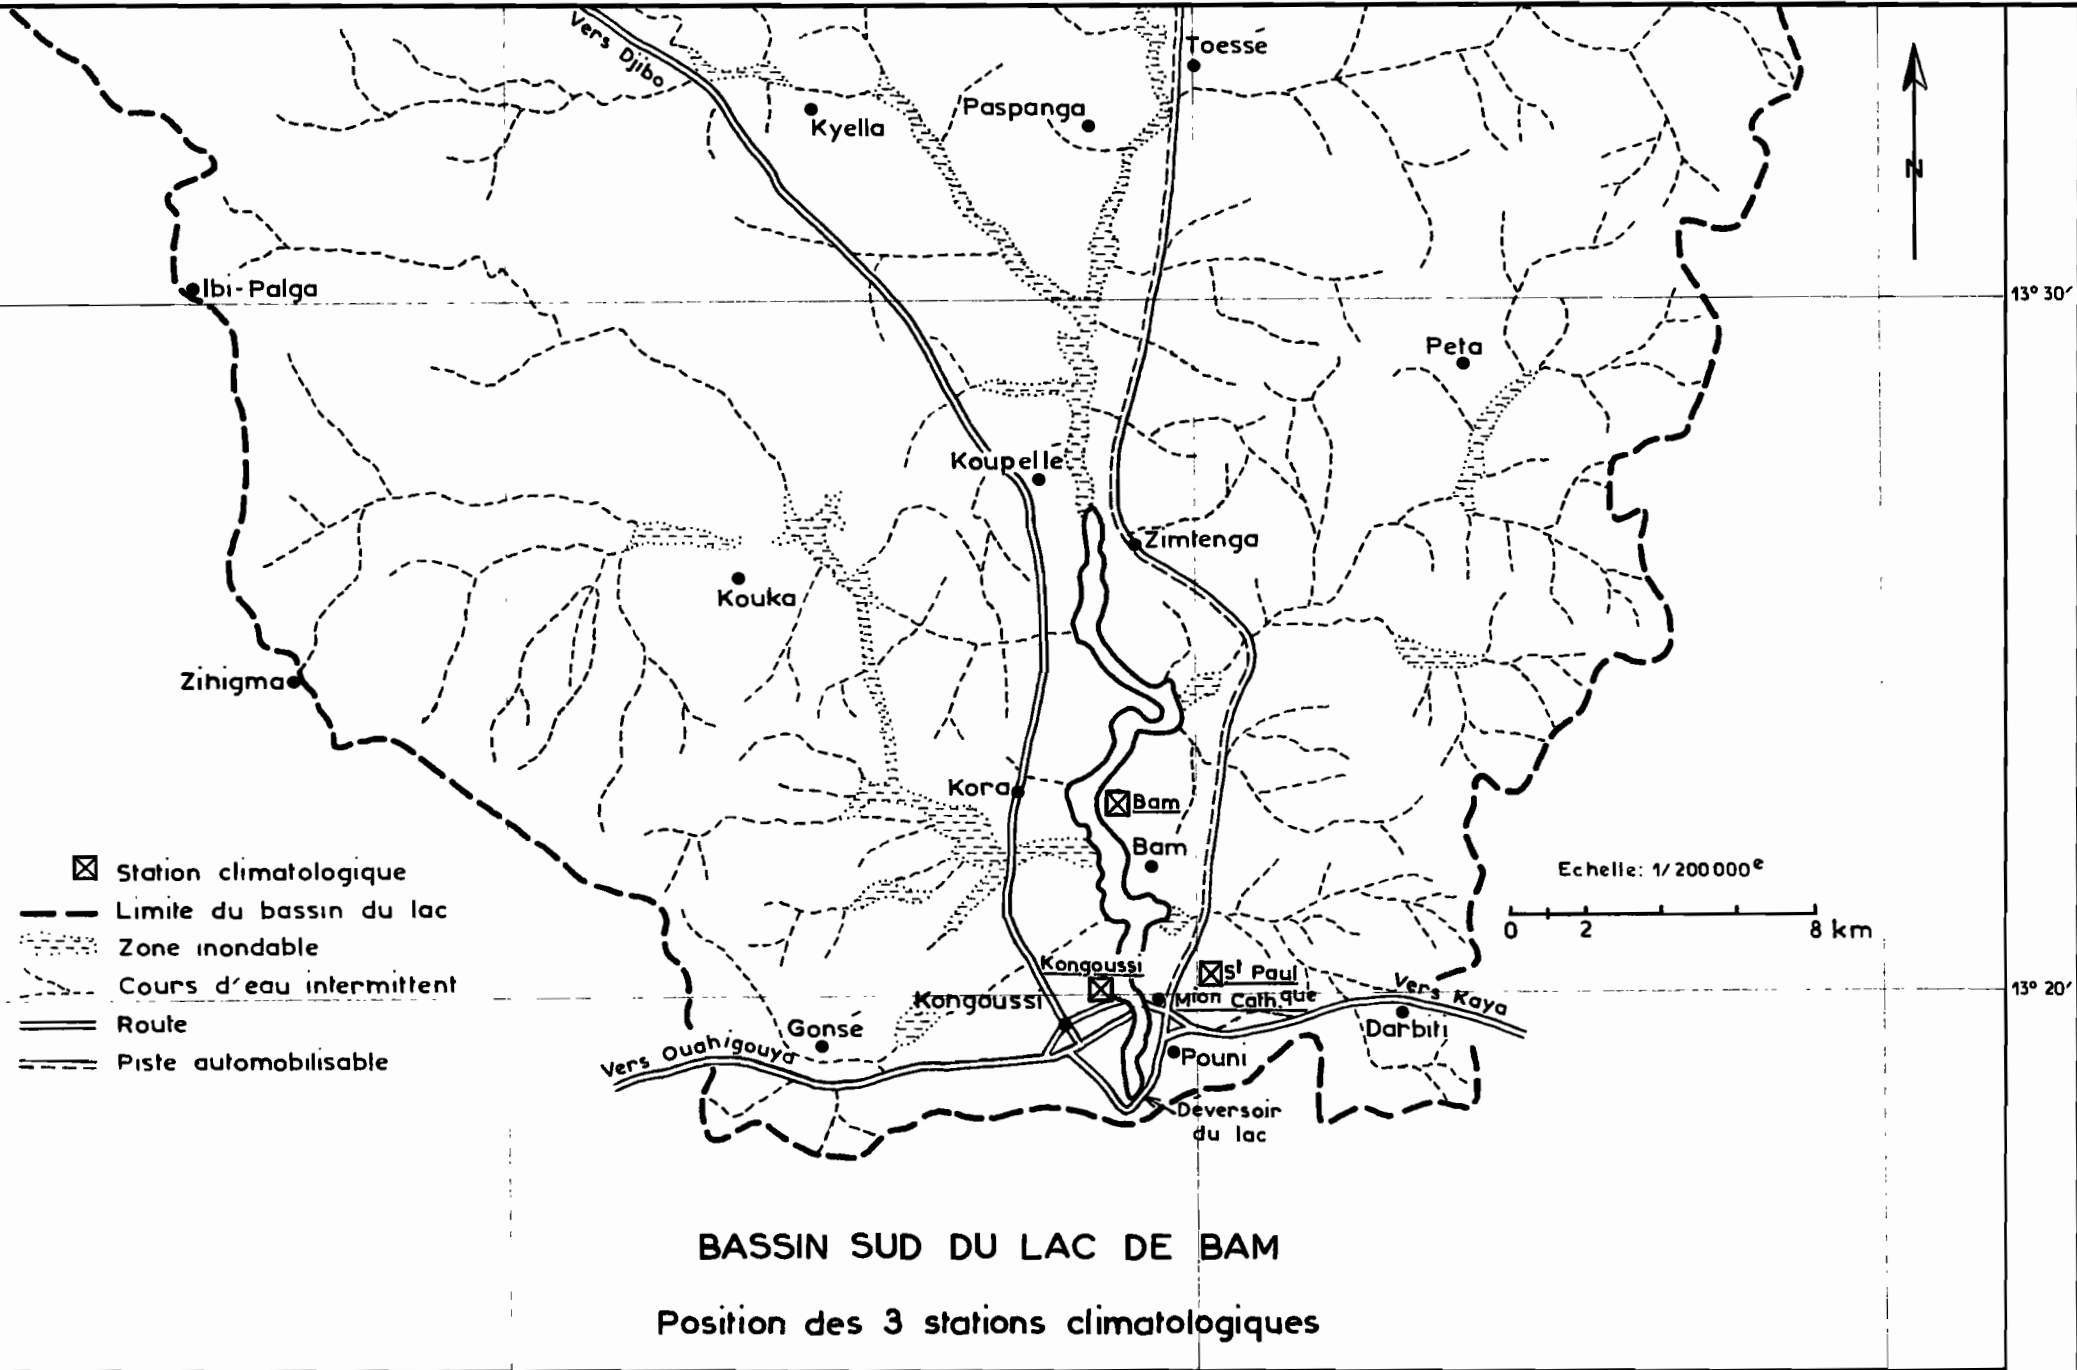 Vers Djibo
Toesse
Kyella
Paspanga
N
Ibi-Palga
13° 30′
Peta
Koupelle
Zimtenga
Kouka
Zihigma
Kora
Bam
Bam
Station climatologique
Limite du bassin du lac
Zone inondable
Cours d'eau intermittent
Route
Piste automobilisable
Echelle: 1/200 000e
0 2 8 km
Kongoussi
St Paul
Mion Cath.que
Kongoussi
Vers Kaya
13° 20′
Darbiti
Gonse
Vers Ouahigouya
Pouni
Déversoir
du lac
BASSIN SUD DU LAC DE BAM
Position des 3 stations climatologiques